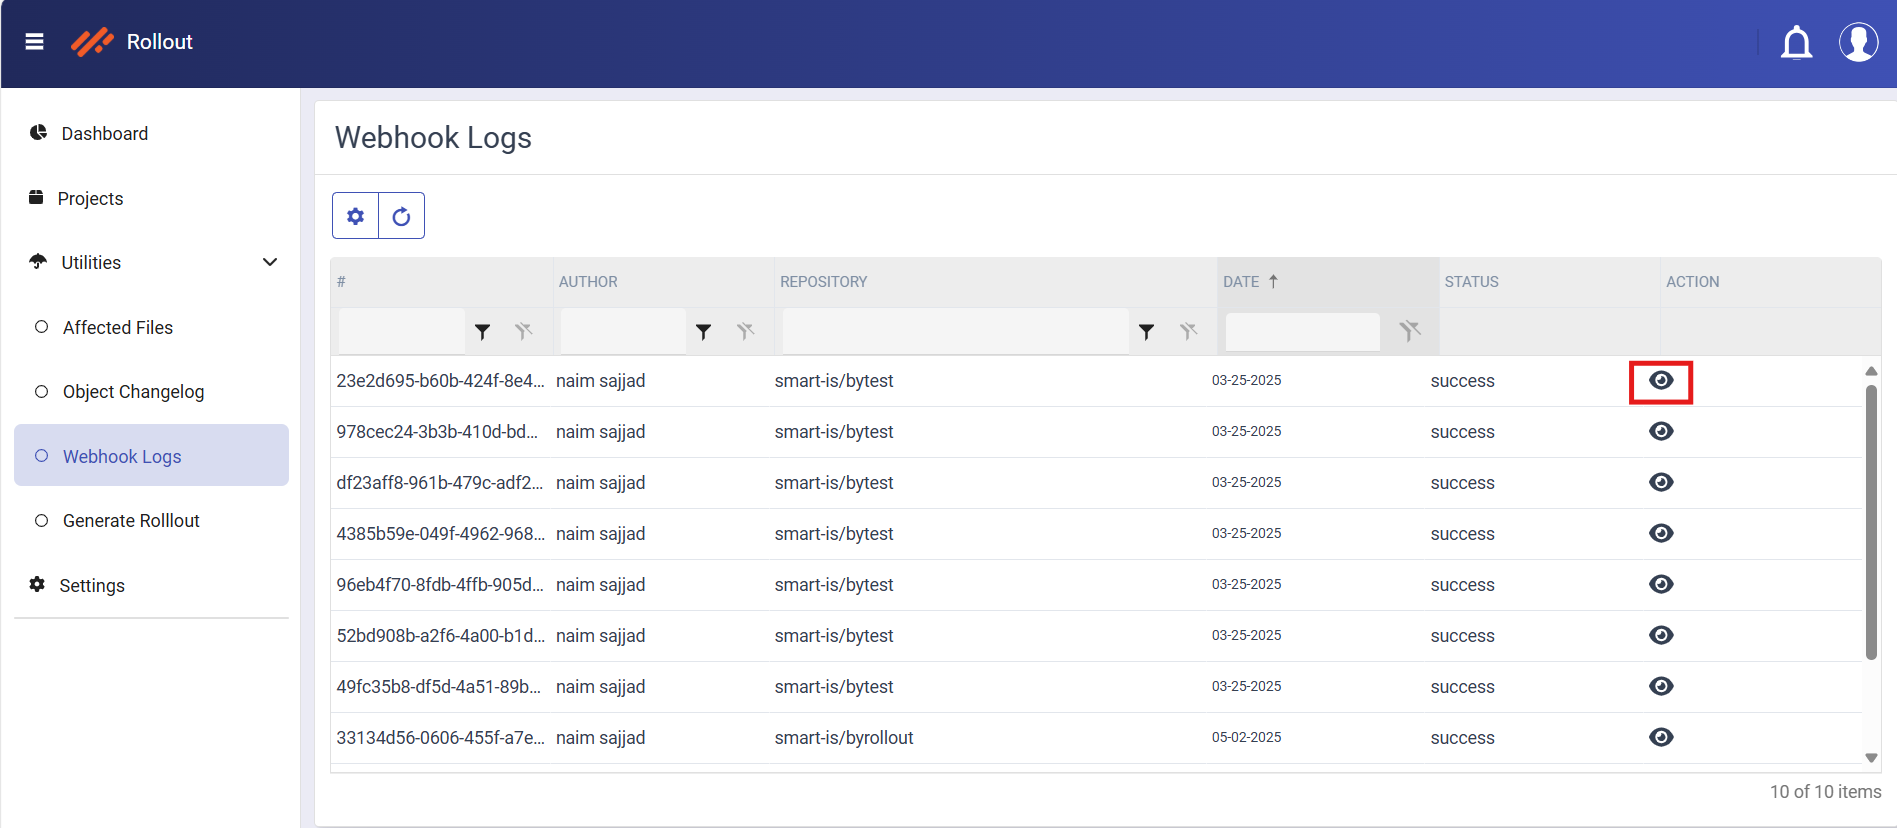 Rollout
Dashboard
Projects
Utilities
Affected Files
Object Changelog
Webhook Logs
Generate Rolllout
Settings
Webhook Logs
# AUTHOR REPOSITORY DATE STATUS ACTION
23e2d695-b60b-424f-8e4... naim sajjad smart-is/bytest 03-25-2025 success
978cec24-3b3b-410d-bd... naim sajjad smart-is/bytest 03-25-2025 success
df23aff8-961b-479c-adf2... naim sajjad smart-is/bytest 03-25-2025 success
4385b59e-049f-4962-968... naim sajjad smart-is/bytest 03-25-2025 success
96eb4f70-8fdb-4ffb-905d... naim sajjad smart-is/bytest 03-25-2025 success
52bd908b-a2f6-4a00-b1d... naim sajjad smart-is/bytest 03-25-2025 success
49fc35b8-df5d-4a51-89b... naim sajjad smart-is/bytest 03-25-2025 success
33134d56-0606-455f-a7e... naim sajjad smart-is/byrollout 05-02-2025 success
10 of 10 items